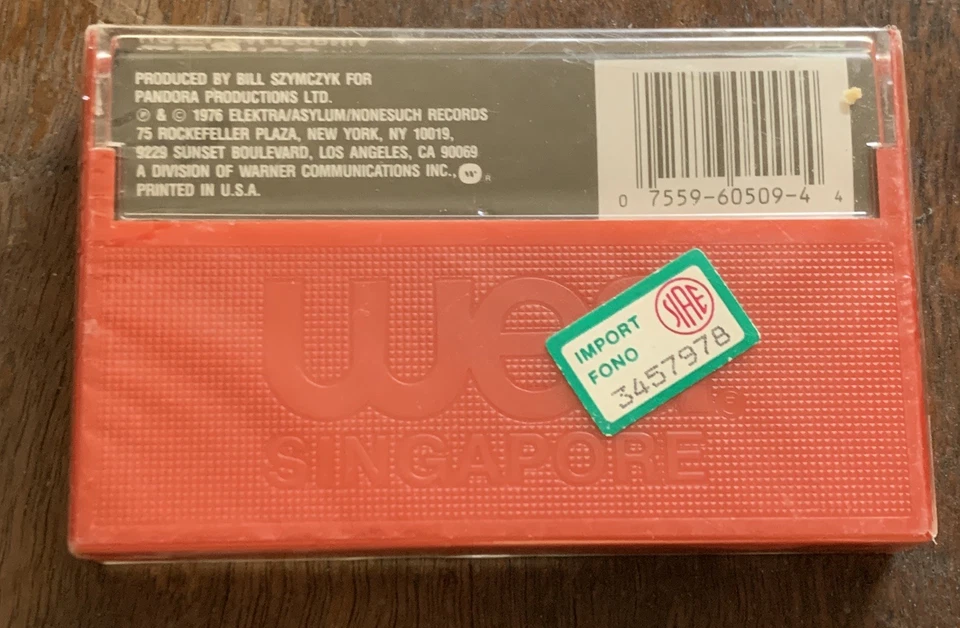 PRODUCED BY BILL SZYMCZYK FOR
PANDORA PRODUCTIONS LTD.
℗ & © 1976 ELEKTRA/ASYLUM/NONESUCH RECORDS
75 ROCKEFELLER PLAZA, NEW YORK, NY 10019,
9229 SUNSET BOULEVARD, LOS ANGELES, CA 90069
A DIVISION OF WARNER COMMUNICATIONS INC.,
PRINTED IN U.S.A.
0 7559-60509-4 4
we
SINGAPORE
IMPORT
FONO
SIAE
3457978